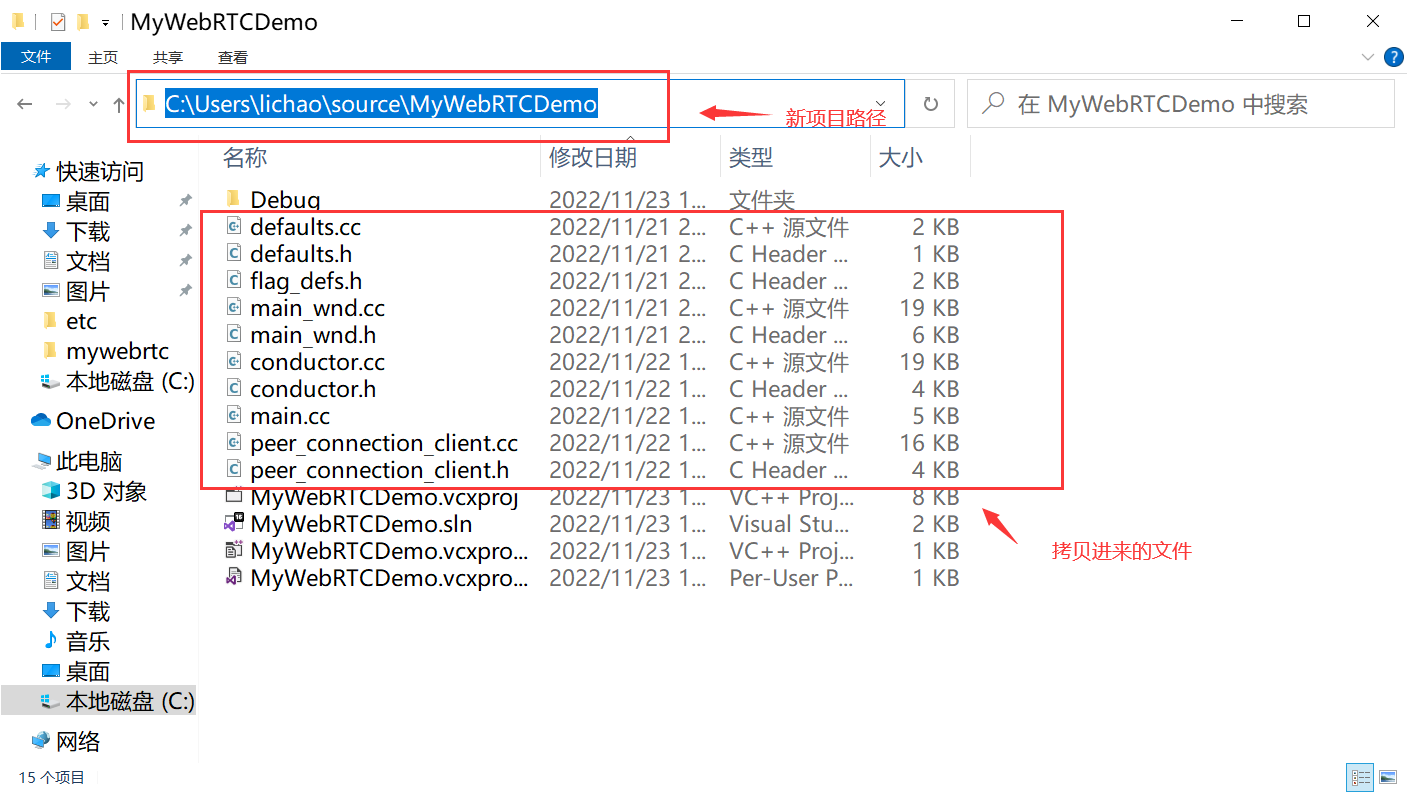 MyWebRTCDemo
文件 主页 共享 查看
C:\Users\lichao\source\MyWebRTCDemo
新项目路径
在 MyWebRTCDemo 中搜索
名称 修改日期 类型 大小
快速访问
桌面
下载
文档
图片
etc
mywebrtc
本地磁盘 (C:)
OneDrive
此电脑
3D 对象
视频
图片
文档
下载
音乐
桌面
本地磁盘 (C:)
网络
Debug 2022/11/23 1... 文件夹
defaults.cc 2022/11/21 2... C++ 源文件 2 KB
defaults.h 2022/11/21 2... C Header ... 1 KB
flag_defs.h 2022/11/21 2... C Header ... 2 KB
main_wnd.cc 2022/11/21 2... C++ 源文件 19 KB
main_wnd.h 2022/11/21 2... C Header ... 6 KB
conductor.cc 2022/11/22 1... C++ 源文件 19 KB
conductor.h 2022/11/22 1... C Header ... 4 KB
main.cc 2022/11/22 1... C++ 源文件 5 KB
peer_connection_client.cc 2022/11/22 1... C++ 源文件 16 KB
peer_connection_client.h 2022/11/22 1... C Header ... 4 KB
MyWebRTCDemo.vcxproj 2022/11/23 1... VC++ Proj... 8 KB
MyWebRTCDemo.sln 2022/11/23 1... Visual Stu... 2 KB
MyWebRTCDemo.vcxpro... 2022/11/23 1... VC++ Proj... 1 KB
MyWebRTCDemo.vcxpro... 2022/11/23 1... Per-User P... 1 KB
拷贝进来的文件
15 个项目